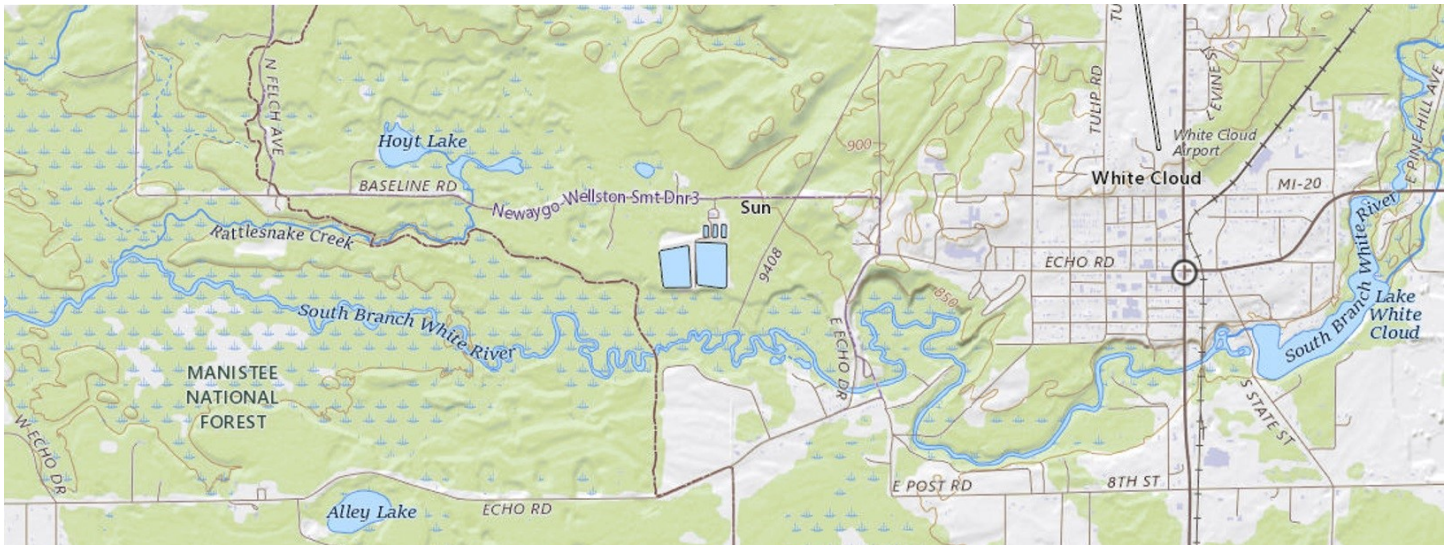 TU
N FELCH AVE
TULIP RD
LEVINE S
White Cloud
Airport
E PINE HILL AVE
Hoyt Lake
900
BASELINE RD
White Cloud
MI-20
Newaygo-Wellston Smt Dnr3
Sun
Rattlesnake Creek
9408
ECHO RD
850
South Branch White River
Lake
White
Cloud
South Branch White River
E ECHO DR
MANISTEE
NATIONAL
FOREST
S STATE ST
W ECHO DR
E POST RD
8TH ST
Alley Lake
ECHO RD